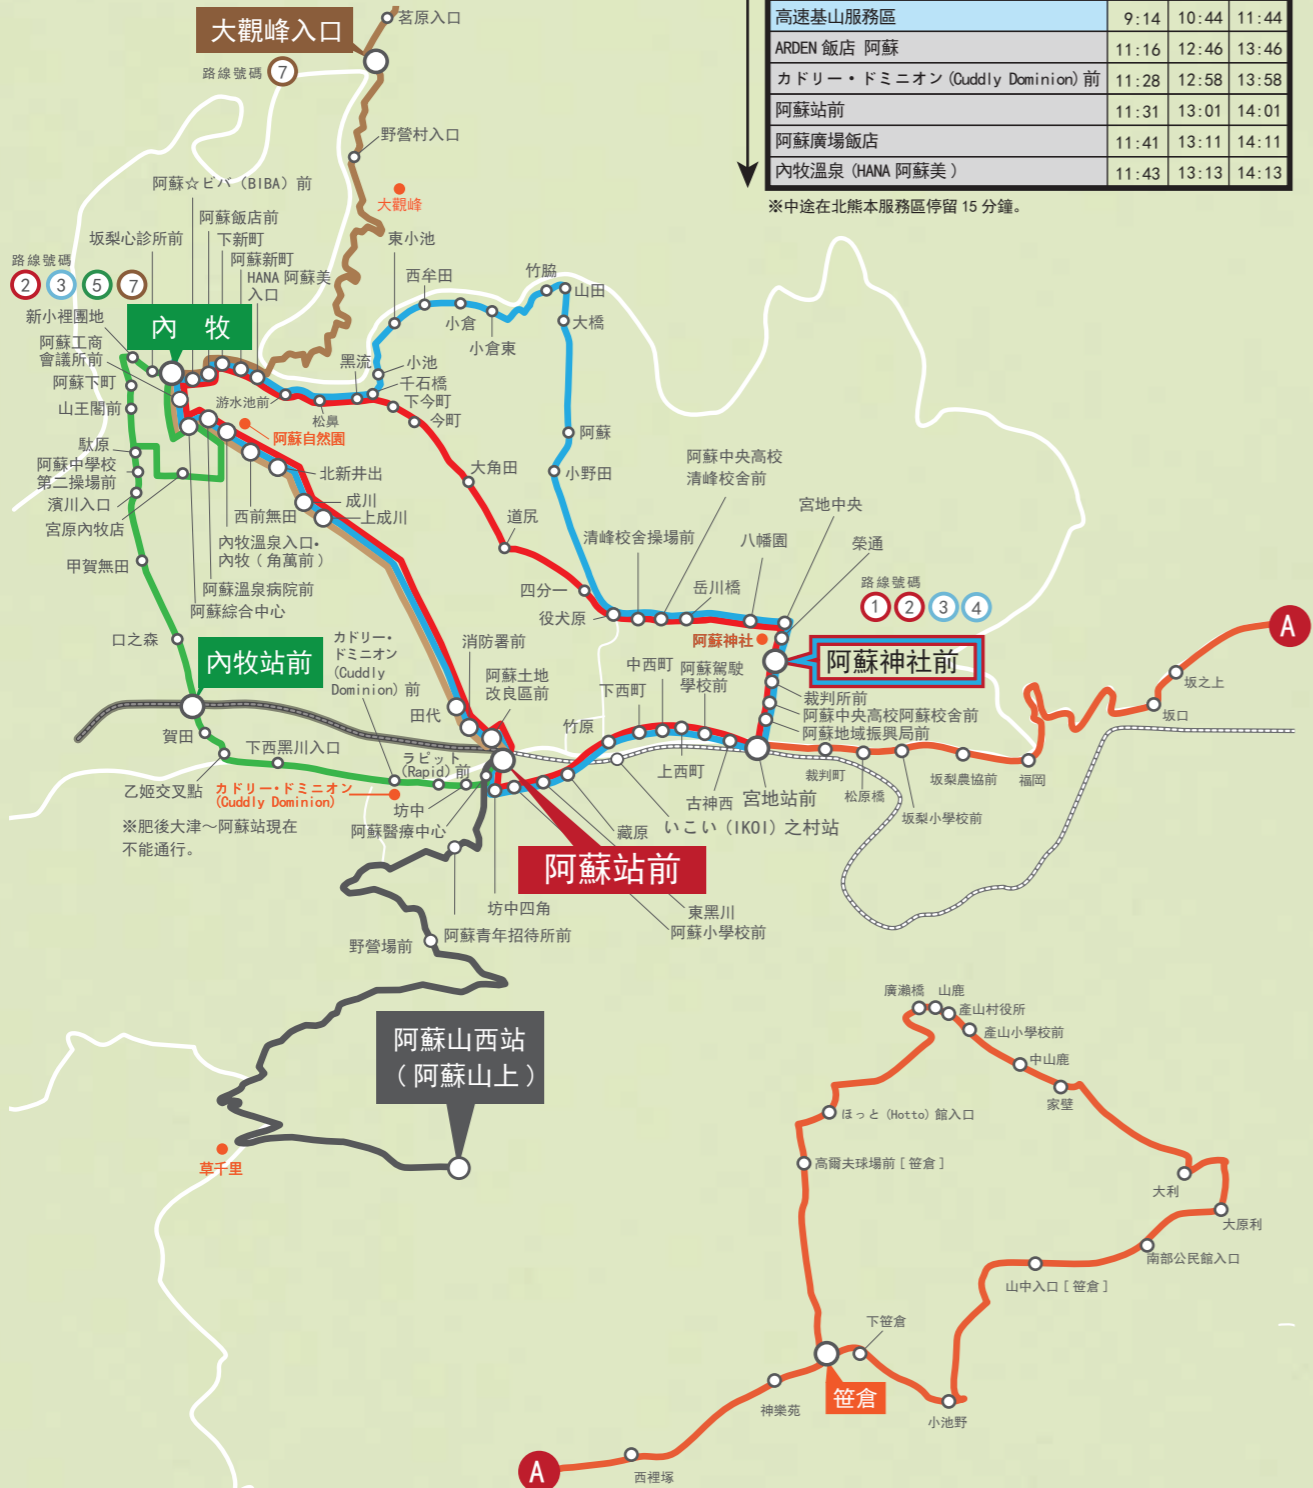 高速基山服務區 9:14 10:44 11:44
ARDEN 飯店 阿蘇 11:16 12:46 13:46
カドリー・ドミニオン (Cuddly Dominion) 前 11:28 12:58 13:58
阿蘇站前 11:31 13:01 14:01
阿蘇廣場飯店 11:41 13:11 14:11
內牧溫泉 (HANA 阿蘇美 ) 11:43 13:13 14:13
※中途在北熊本服務區停留 15 分鐘。
茗原入口
大觀峰入口
路線號碼 7
野營村入口
大觀峰
阿蘇☆ビバ（BIBA）前
阿蘇飯店前
坂梨心診所前
下新町
阿蘇新町
HANA 阿蘇美
入口
路線號碼
2 3 5 7
新小裡團地
內 牧
阿蘇工商
會議所前
阿蘇下町
山王閣前
駄原
阿蘇中學校
第二操場前
濱川入口
宮原內牧店
甲賀無田
口之森
內牧站前
賀田
下西黑川入口
乙姬交叉點
カドリー・ドミニオン
(Cuddly Dominion)
※肥後大津～阿蘇站現在
不能通行。
游水池前
松鼻
黑流
小池
千石橋
下今町
今町
東小池
西牟田
小倉
小倉東
竹脇
山田
大橋
阿蘇
小野田
阿蘇自然園
北新井出
成川
上成川
西前無田
內牧溫泉入口・
內牧 ( 角萬前 )
阿蘇溫泉病院前
阿蘇綜合中心
大角田
道尻
四分一
役犬原
清峰校舍操場前
阿蘇中央高校
清峰校舍前
岳川橋
八幡園
宮地中央
榮通
路線號碼
1 2 3 4
阿蘇神社
阿蘇神社前
裁判所前
阿蘇中央高校阿蘇校舍前
阿蘇地域振興局前
カドリー・
ドミニオン
(Cuddly
Dominion) 前
消防署前
阿蘇土地
改良區前
田代
ラピット
(Rapid) 前
坊中
阿蘇醫療中心
阿蘇站前
竹原
下西町
中西町
阿蘇駕駛
學校前
上西町
古神西
宮地站前
いこい (IKOI) 之村站
藏原
東黑川
阿蘇小學校前
坊中四角
阿蘇青年招待所前
野營場前
裁判町
松原橋
坂梨小學校前
坂梨農協前
福岡
坂口
坂之上
A
阿蘇山西站
( 阿蘇山上 )
草千里
廣瀨橋
山鹿
產山村役所
產山小學校前
中山鹿
家壁
ほっと (Hotto) 館入口
高爾夫球場前 [ 笹倉 ]
大利
大原利
南部公民館入口
山中入口 [ 笹倉 ]
下笹倉
笹倉
小池野
神樂苑
西裡塚
A